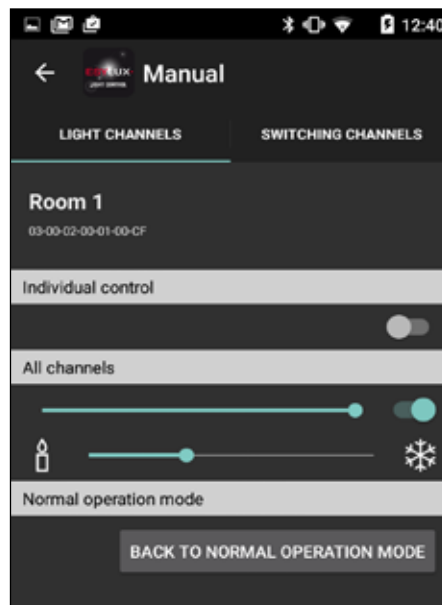 12:40
Manual
LIGHT CHANNELS
SWITCHING CHANNELS
Room 1
03-00-02-00-01-00-CF
Individual control
All channels
Normal operation mode
BACK TO NORMAL OPERATION MODE